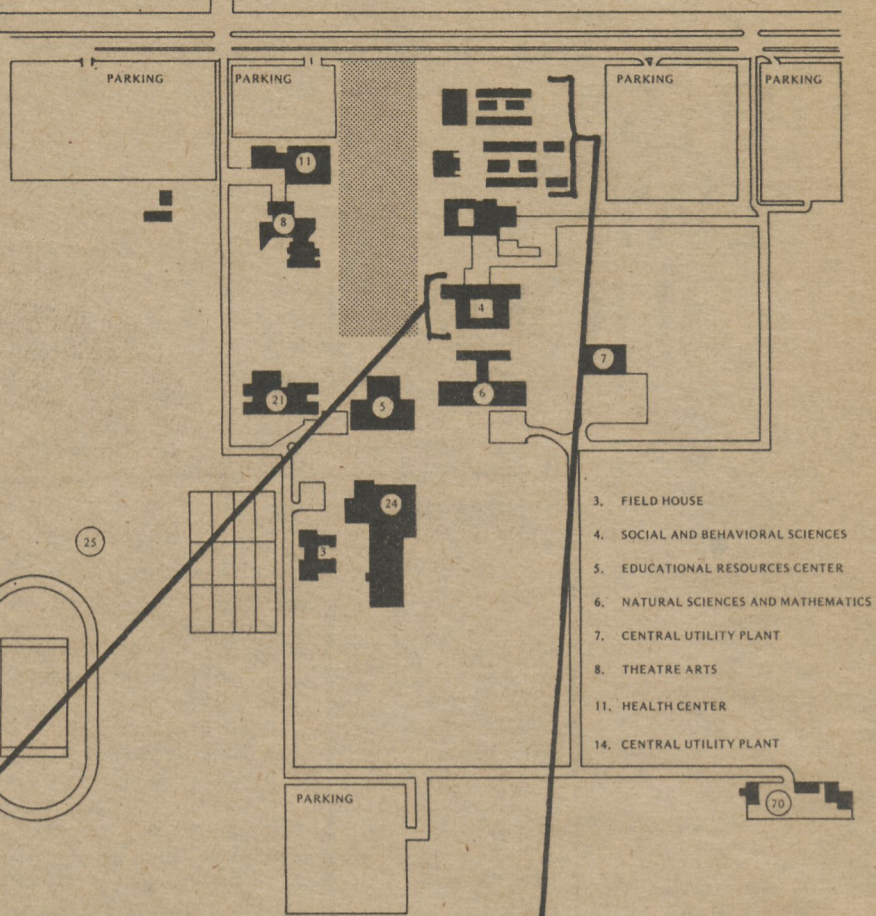 PARKING
PARKING
PARKING
PARKING
11
8
4
7
21
5
6
24
3
25
3. FIELD HOUSE
4. SOCIAL AND BEHAVIORAL SCIENCES
5. EDUCATIONAL RESOURCES CENTER
6. NATURAL SCIENCES AND MATHEMATICS
7. CENTRAL UTILITY PLANT
8. THEATRE ARTS
11. HEALTH CENTER
14. CENTRAL UTILITY PLANT
PARKING
70